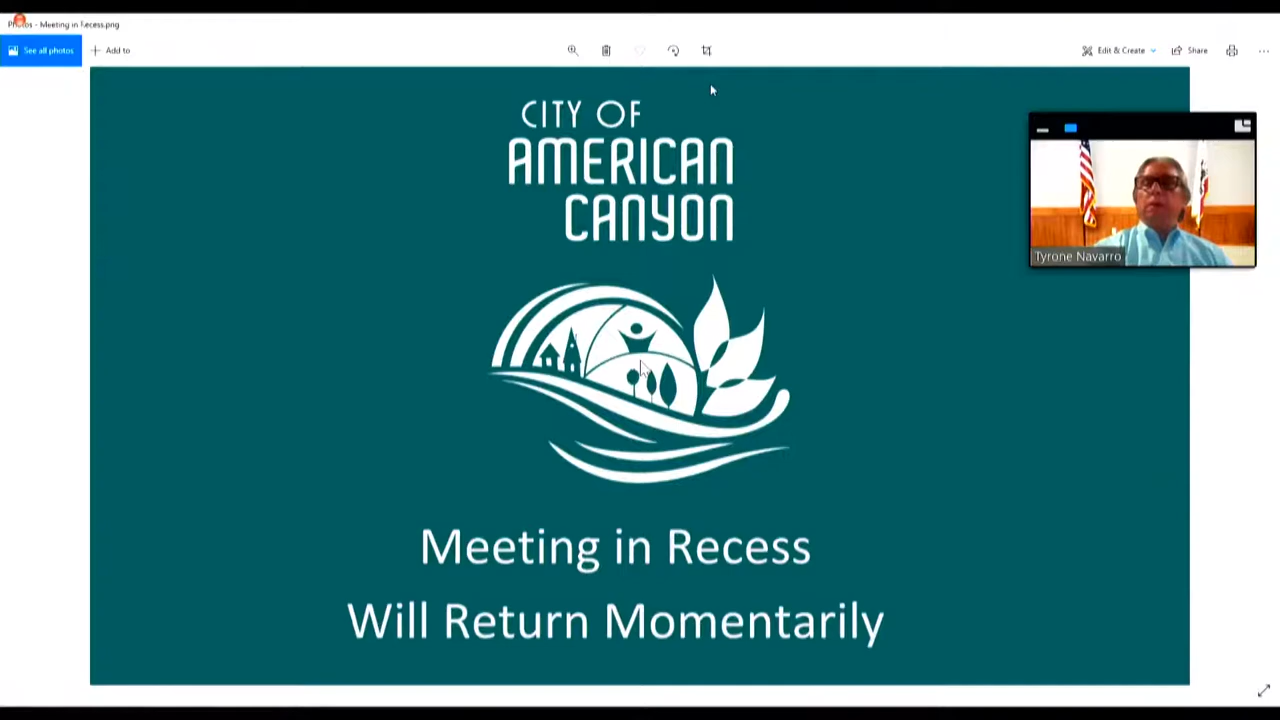 Photos - Meeting in Recess.png
See all photos
Add to
Edit & Create
Share
CITY OF
AMERICAN
CANYON
Tyrone Navarro
Meeting in Recess
Will Return Momentarily